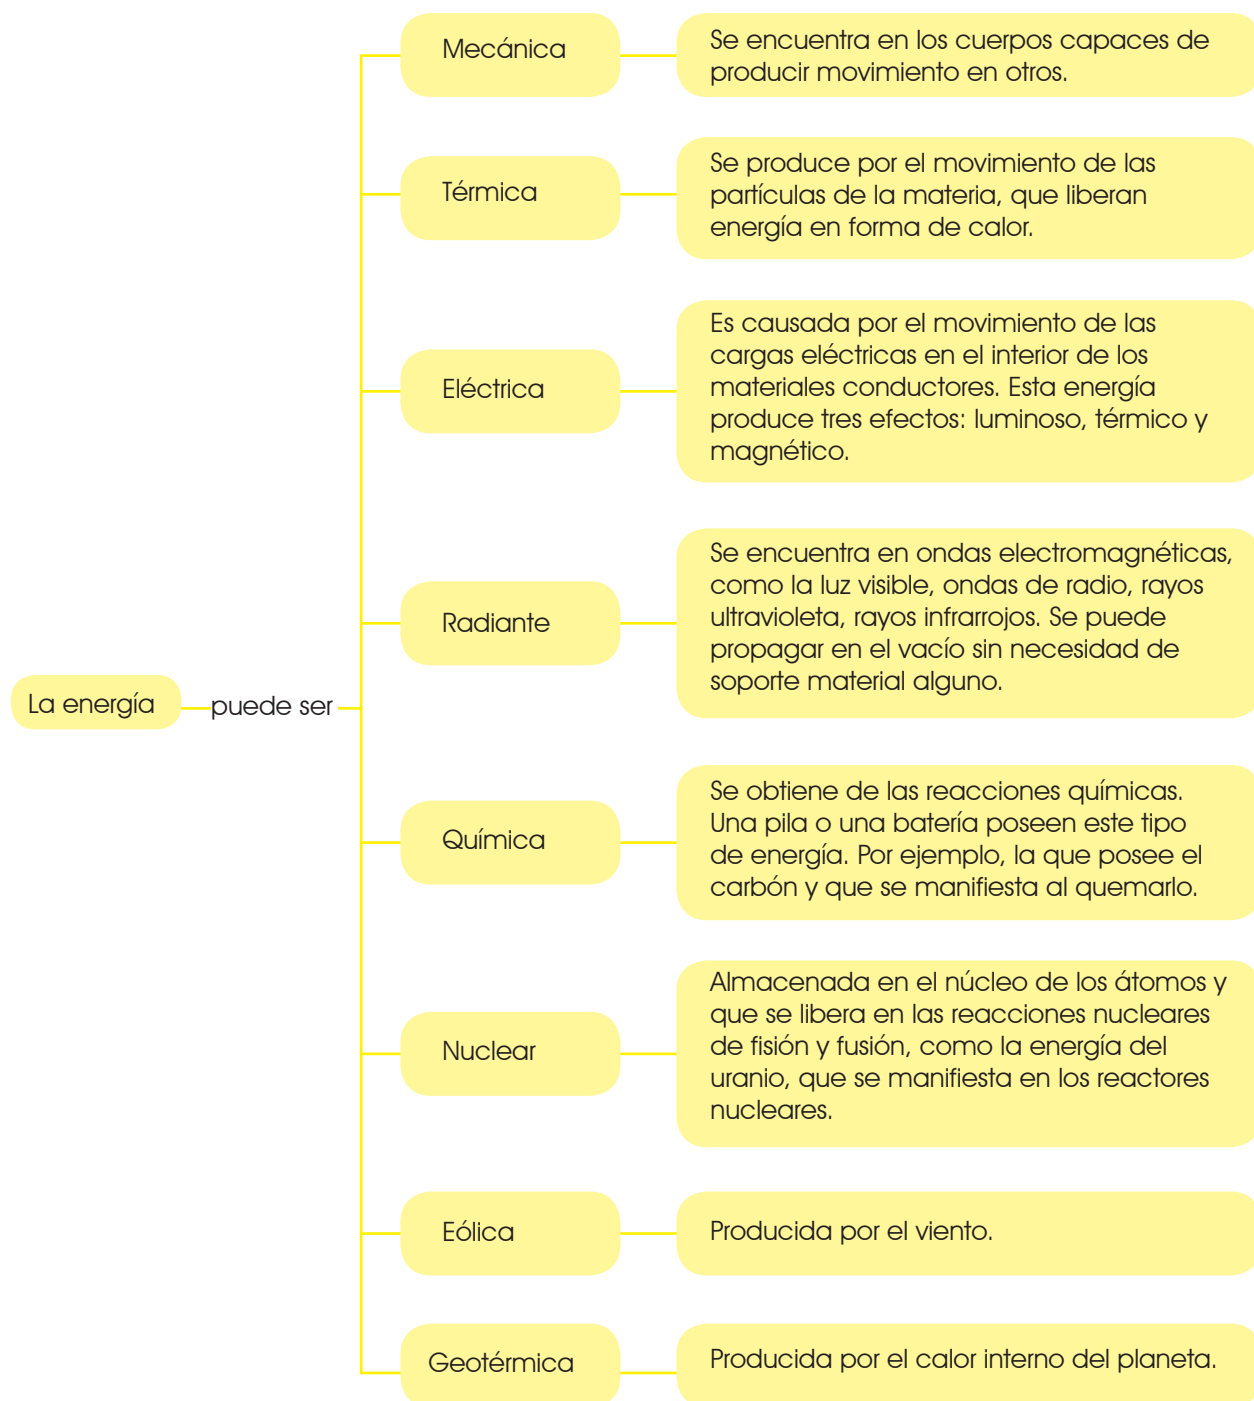 La energía
puede ser
Mecánica
Se encuentra en los cuerpos capaces de
producir movimiento en otros.
Térmica
Se produce por el movimiento de las
partículas de la materia, que liberan
energía en forma de calor.
Eléctrica
Es causada por el movimiento de las
cargas eléctricas en el interior de los
materiales conductores. Esta energía
produce tres efectos: luminoso, térmico y
magnético.
Radiante
Se encuentra en ondas electromagnéticas,
como la luz visible, ondas de radio, rayos
ultravioleta, rayos infrarrojos. Se puede
propagar en el vacío sin necesidad de
soporte material alguno.
Química
Se obtiene de las reacciones químicas.
Una pila o una batería poseen este tipo
de energía. Por ejemplo, la que posee el
carbón y que se manifiesta al quemarlo.
Nuclear
Almacenada en el núcleo de los átomos y
que se libera en las reacciones nucleares
de fisión y fusión, como la energía del
uranio, que se manifiesta en los reactores
nucleares.
Eólica
Producida por el viento.
Geotérmica
Producida por el calor interno del planeta.